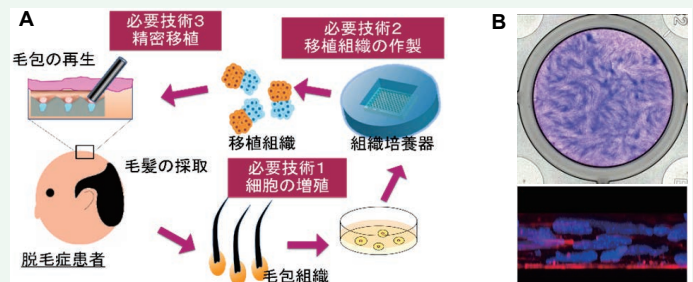 A
必要技術3
精密移植
毛包の再生
必要技術2
移植組織の作製
移植組織
組織培養器
毛髪の採取
必要技術1
細胞の増殖
脱毛症患者
毛包組織
B